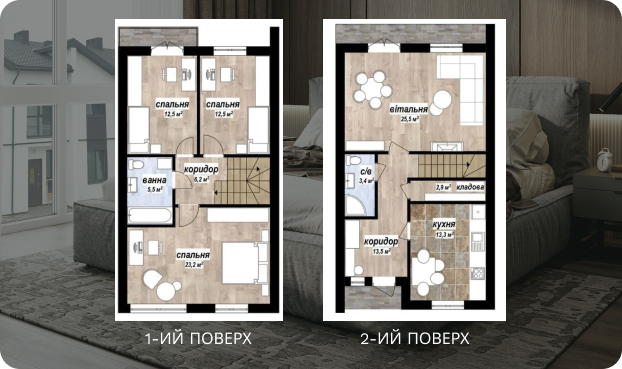 спальня
12,5 м²
спальня
12,5 м²
ванна
5,5 м²
коридор
6,2 м²
спальня
23,2 м²
1-ИЙ ПОВЕРХ
вітальня
25,5 м²
с/в
3,4 м²
2,9 м² кладова
кухня
13,3 м²
коридор
13,5 м²
2-ИЙ ПОВЕРХ